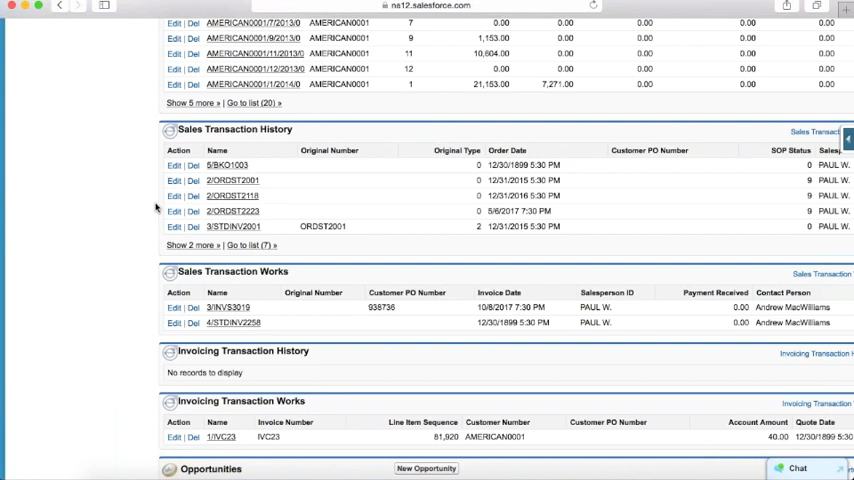 na12.salesforce.com
AMERICAN0001/7/2013/0 AMERICAN0001 7 0.00 0.00 0.00 0.00
Edit | Del AMERICAN0001/9/2013/0 AMERICAN0001 9 1,153.00 0.00 0.00 0.00
Edit | Del AMERICAN0001/11/2013/0 AMERICAN0001 11 10,604.00 0.00 0.00 0.00
Edit | Del AMERICAN0001/12/2013/0 AMERICAN0001 12 0.00 0.00 0.00 0.00
Edit | Del AMERICAN0001/1/2014/0 AMERICAN0001 1 21,153.00 7,271.00 0.00 0.00
Show 5 more » | Go to list (20) »
Sales Transaction History Sales Transact
Action Name Original Number Original Type Order Date Customer PO Number SOP Status Salesp
Edit | Del 5/BKO1003 0 12/30/1899 5:30 PM 0 PAUL W.
Edit | Del 2/ORDST2001 0 12/31/2015 5:30 PM 9 PAUL W.
Edit | Del 2/ORDST2118 0 12/31/2016 5:30 PM 9 PAUL W.
Edit | Del 2/ORDST2223 0 5/6/2017 7:30 PM 9 PAUL W.
Edit | Del 3/STDINV2001 ORDST2001 2 12/31/2015 5:30 PM 0 PAUL W.
Show 2 more » | Go to list (7) »
Sales Transaction Works Sales Transaction
Action Name Original Number Customer PO Number Invoice Date Salesperson ID Payment Received Contact Person
Edit | Del 3/INVS3019 938736 10/8/2017 7:30 PM PAUL W. 0.00 Andrew MacWilliams
Edit | Del 4/STDINV2258 12/30/1899 5:30 PM PAUL W. 0.00 Andrew MacWilliams
Invoicing Transaction History Invoicing Transaction H
No records to display
Invoicing Transaction Works Invoicing Transaction
Action Name Invoice Number Line Item Sequence Customer Number Customer PO Number Account Amount Quote Date
Edit | Del 1/IVC23 IVC23 81,920 AMERICAN0001 40.00 12/30/1899 5:30
Opportunities New Opportunity
Chat